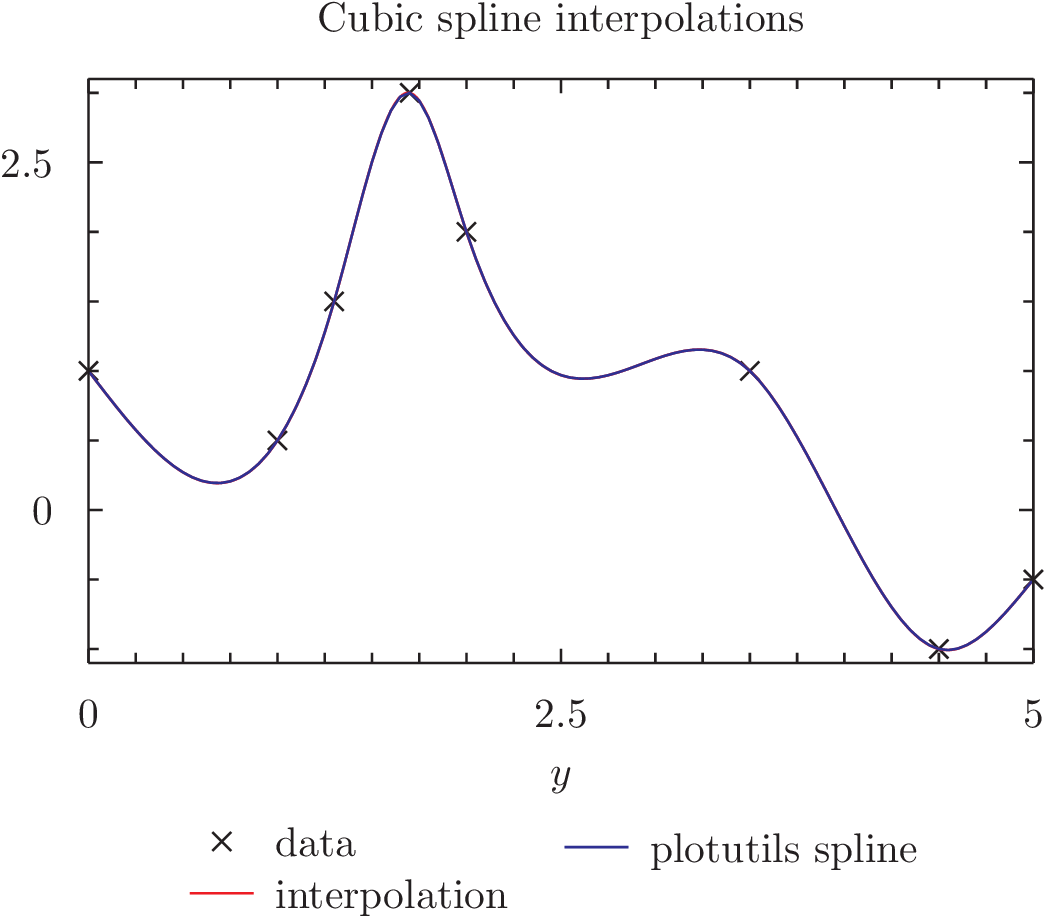 Cubic spline interpolations
2.5
0
0 2.5 5
y
data
plotutils spline
interpolation